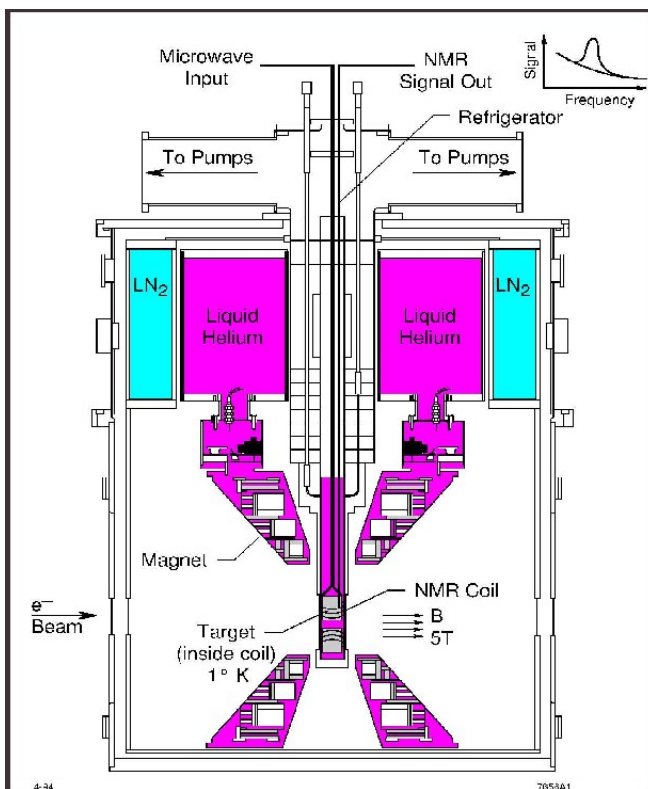 Microwave
Input
NMR
Signal Out
Signal
Frequency
Refrigerator
To Pumps
To Pumps
LN2
Liquid
Helium
Liquid
Helium
LN2
Magnet
e–
Beam
NMR Coil
B
5T
Target
(inside coil)
1° K
4-94
7656A1